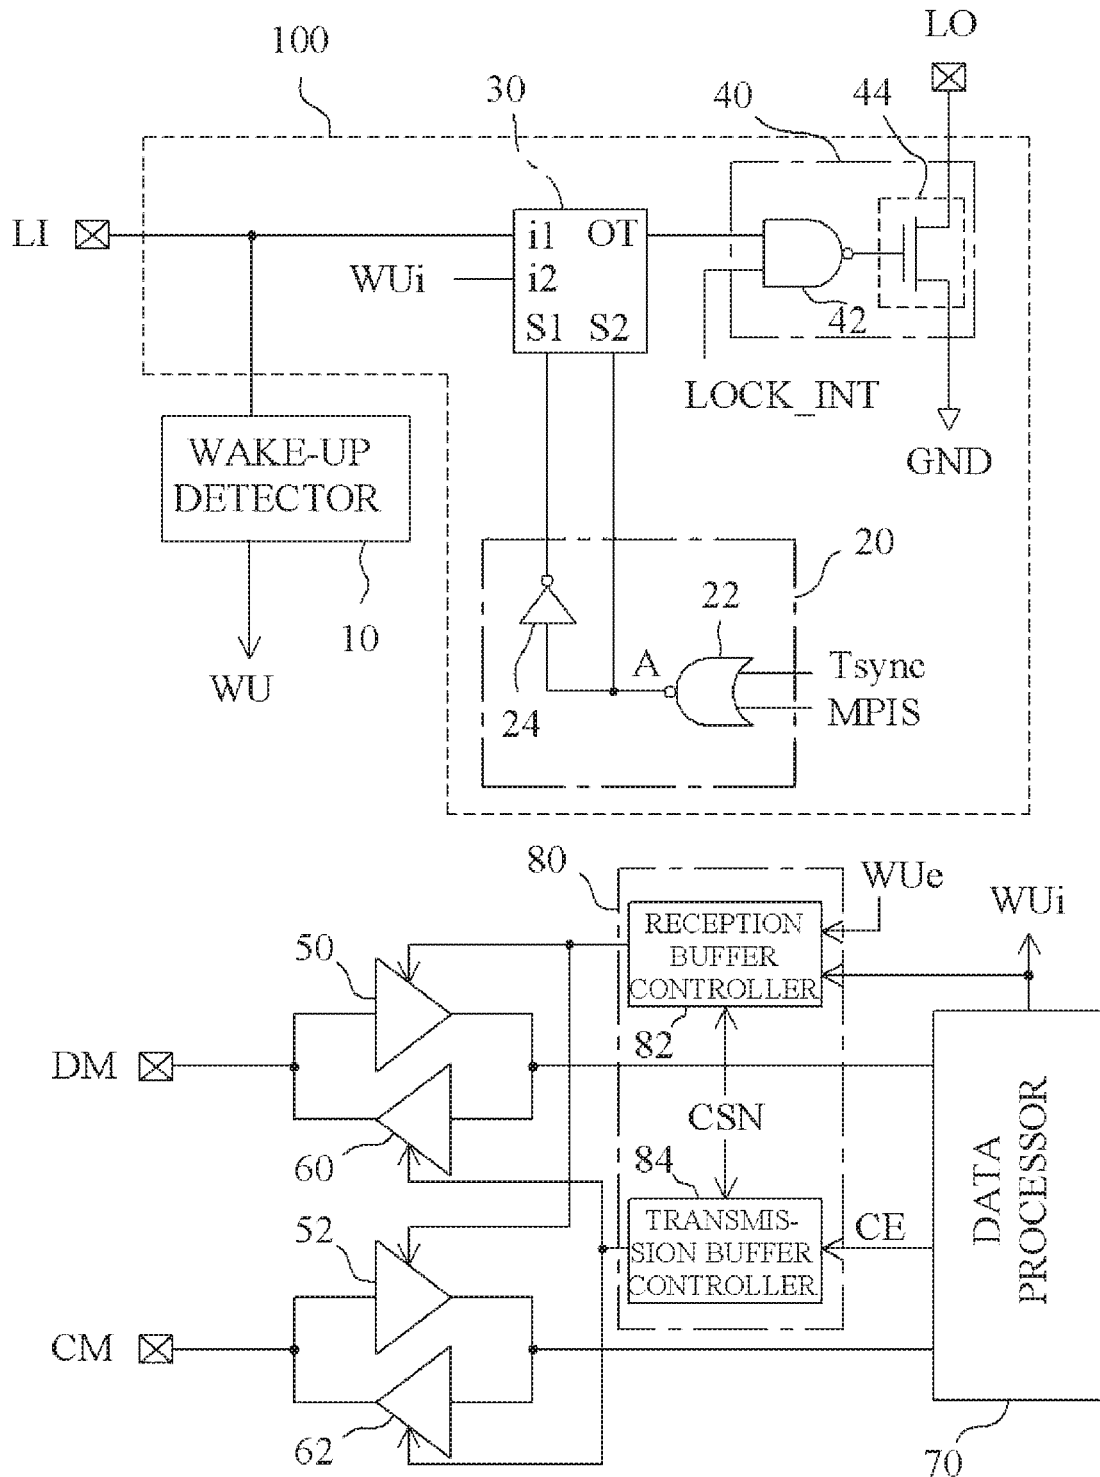 LO
100
30
40
44
LI
i1 OT
WUi
i2
S1 S2
42
LOCK_INT
GND
WAKE-UP
DETECTOR
10
WU
20
22
A
Tsync
MPIS
24
80
WUe
WUi
RECEPTION
BUFFER
CONTROLLER
82
50
DM
60
CSN
84
TRANSMIS-
SION BUFFER
CONTROLLER
CE
DATA
PROCESSOR
52
CM
62
70